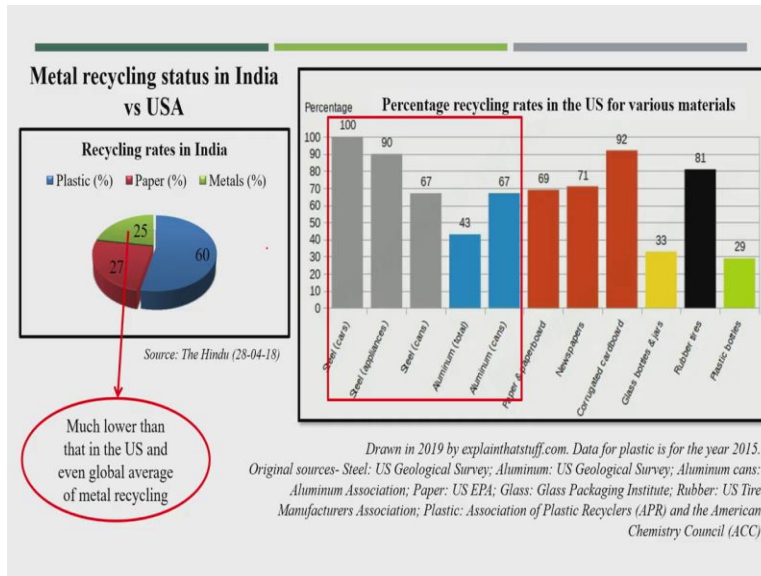 Metal recycling status in India
vs USA
Recycling rates in India
Plastic (%) Paper (%) Metals (%)
25
27
60
Source: The Hindu (28-04-18)
Much lower than
that in the US and
even global average
of metal recycling
Percentage
Percentage recycling rates in the US for various materials
100
90
80
70
60
50
40
30
20
10
0
100
90
67
43
67
69
71
92
33
81
29
Steel (cars)
Steel (appliances)
Steel (cans)
Aluminum (total)
Aluminum (cans)
Paper & paperboard
Newspapers
Corrugated cardboard
Glass bottles & jars
Rubber tires
Plastic bottles
Drawn in 2019 by explainthatstuff.com. Data for plastic is for the year 2015.
Original sources- Steel: US Geological Survey; Aluminum: US Geological Survey; Aluminum cans:
Aluminum Association; Paper: US EPA; Glass: Glass Packaging Institute; Rubber: US Tire
Manufacturers Association; Plastic: Association of Plastic Recyclers (APR) and the American
Chemistry Council (ACC)